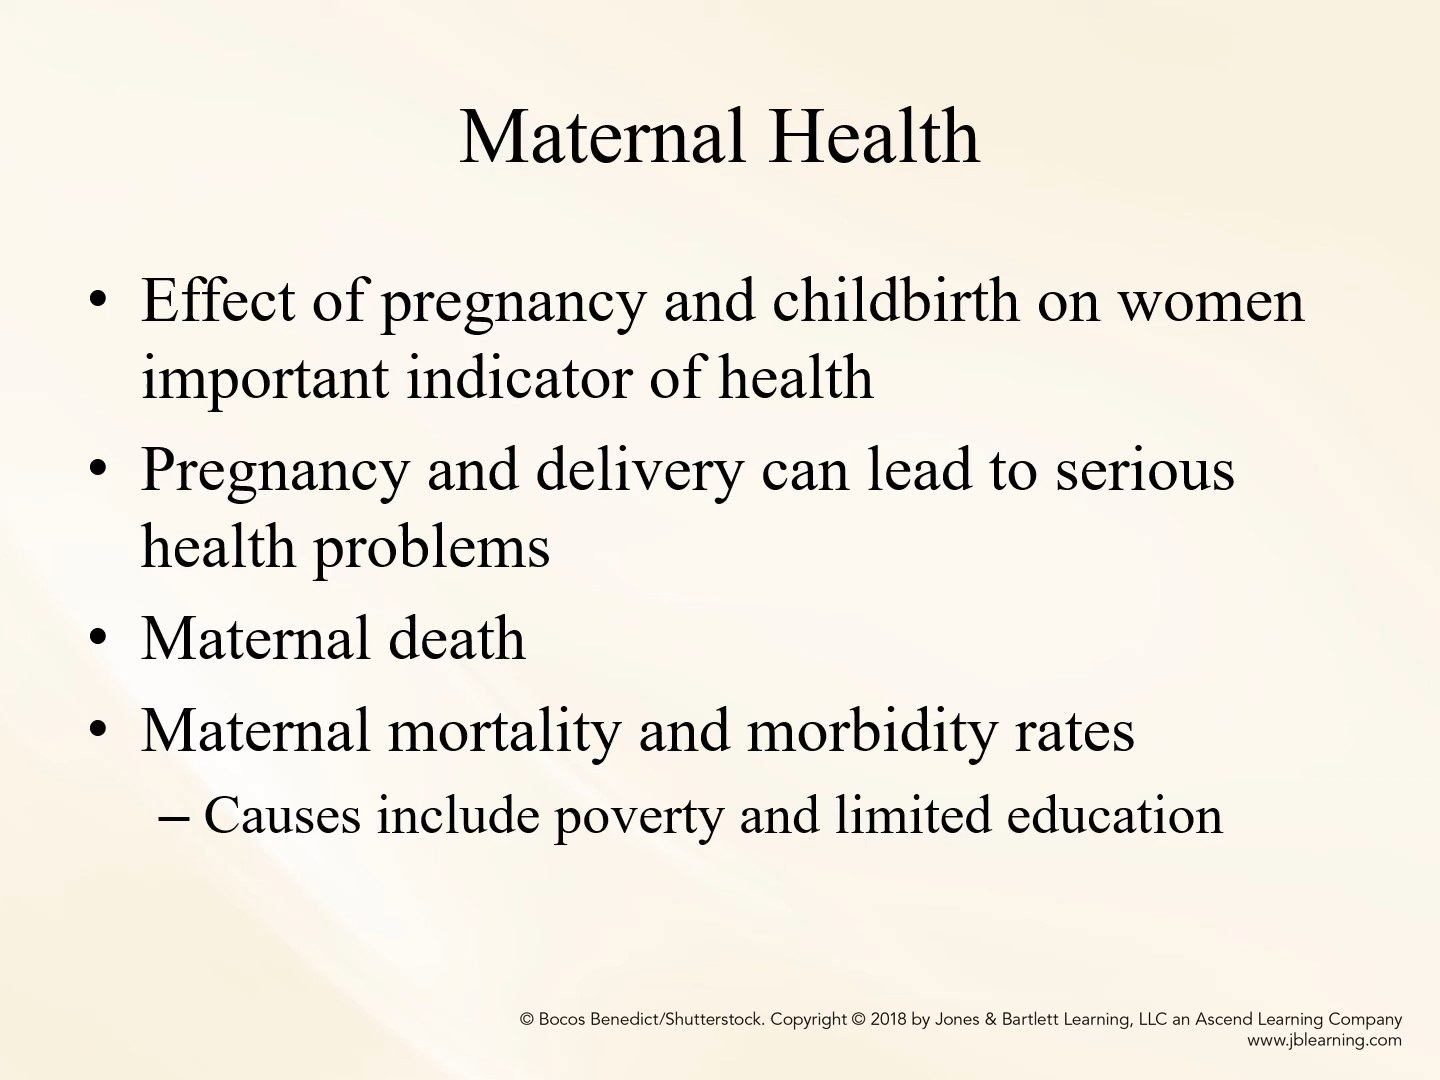 Maternal Health
• Effect of pregnancy and childbirth on women
important indicator of health
• Pregnancy and delivery can lead to serious
health problems
• Maternal death
• Maternal mortality and morbidity rates
– Causes include poverty and limited education
© Bocos Benedict/Shutterstock. Copyright © 2018 by Jones & Bartlett Learning, LLC an Ascend Learning Company
www.jblearning.com